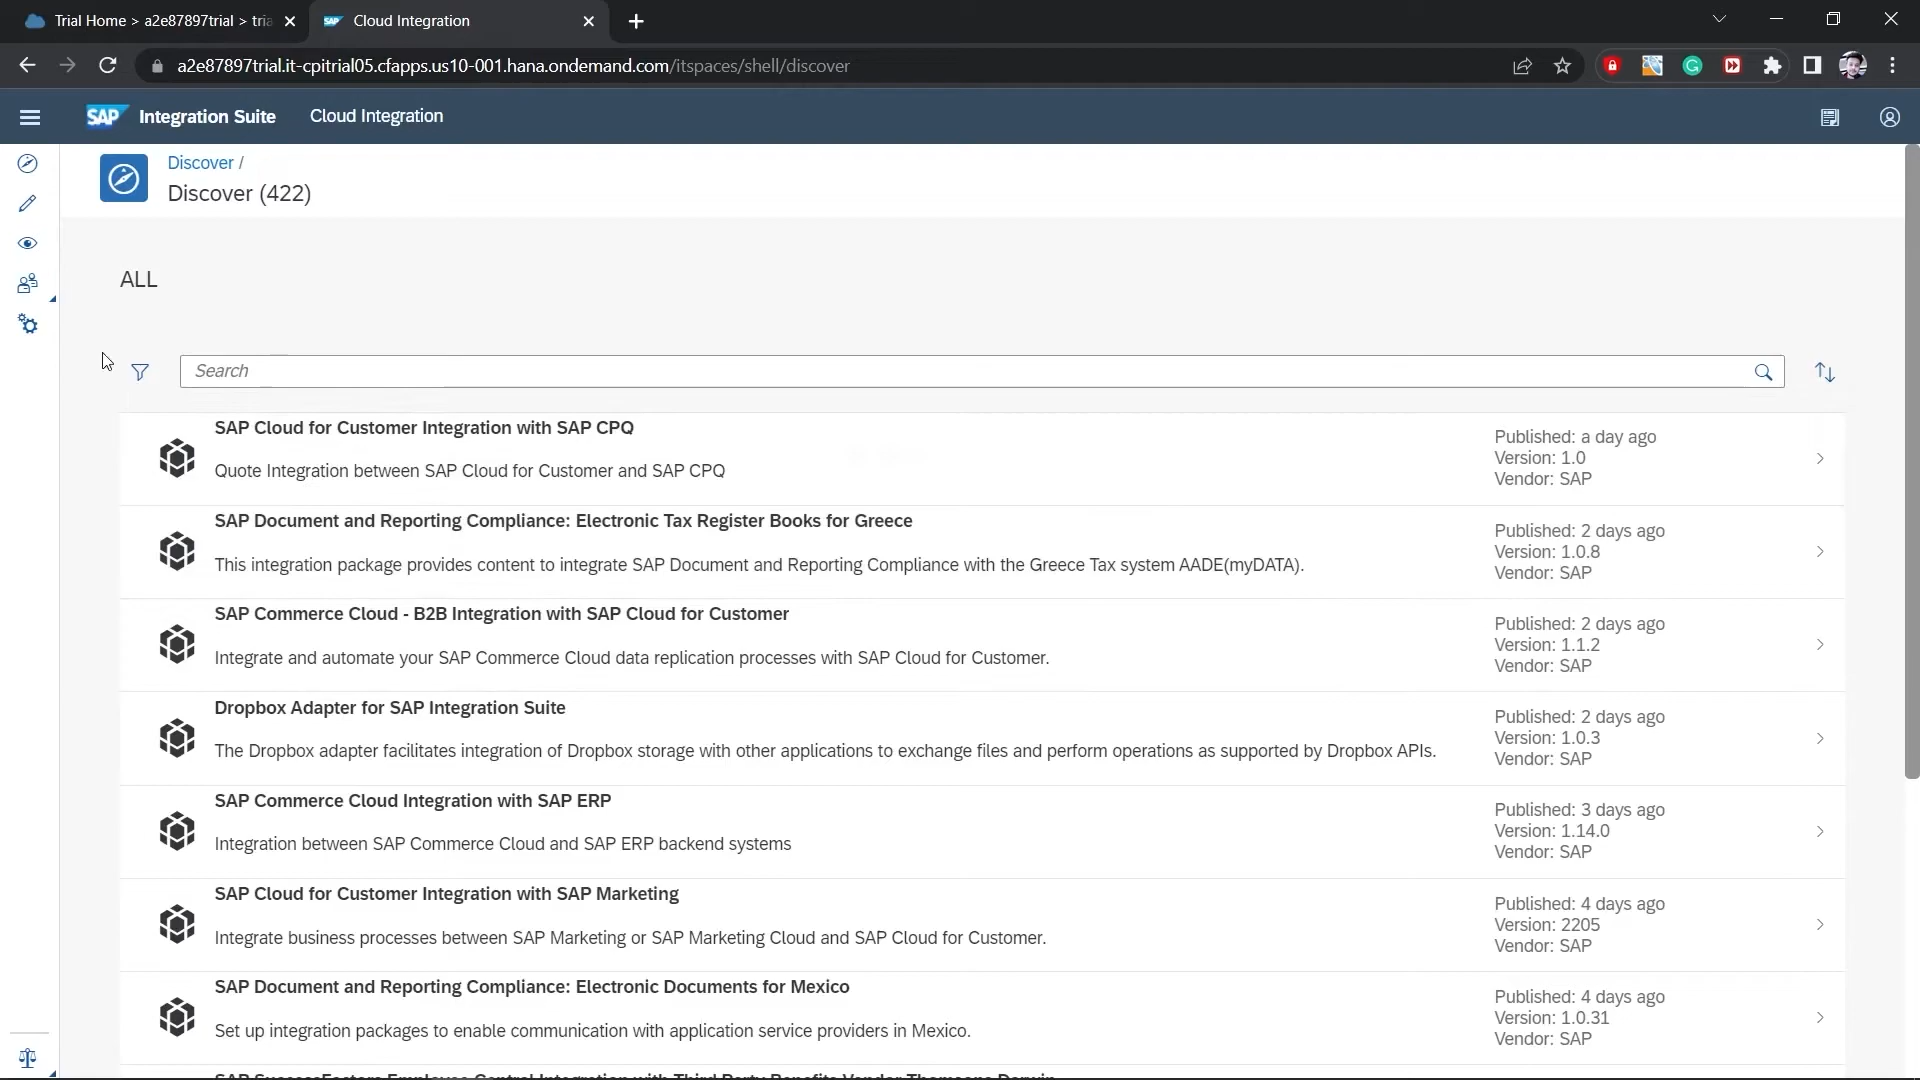 Trial Home > a2e87897trial > tria
Cloud Integration
a2e87897trial.it-cpitrial05.cfapps.us10-001.hana.ondemand.com/itspaces/shell/discover
SAP Integration Suite Cloud Integration
Discover /
Discover (422)
ALL
Search
SAP Cloud for Customer Integration with SAP CPQ
Quote Integration between SAP Cloud for Customer and SAP CPQ
Published: a day ago
Version: 1.0
Vendor: SAP
SAP Document and Reporting Compliance: Electronic Tax Register Books for Greece
This integration package provides content to integrate SAP Document and Reporting Compliance with the Greece Tax system AADE(myDATA).
Published: 2 days ago
Version: 1.0.8
Vendor: SAP
SAP Commerce Cloud - B2B Integration with SAP Cloud for Customer
Integrate and automate your SAP Commerce Cloud data replication processes with SAP Cloud for Customer.
Published: 2 days ago
Version: 1.1.2
Vendor: SAP
Dropbox Adapter for SAP Integration Suite
The Dropbox adapter facilitates integration of Dropbox storage with other applications to exchange files and perform operations as supported by Dropbox APIs.
Published: 2 days ago
Version: 1.0.3
Vendor: SAP
SAP Commerce Cloud Integration with SAP ERP
Integration between SAP Commerce Cloud and SAP ERP backend systems
Published: 3 days ago
Version: 1.14.0
Vendor: SAP
SAP Cloud for Customer Integration with SAP Marketing
Integrate business processes between SAP Marketing or SAP Marketing Cloud and SAP Cloud for Customer.
Published: 4 days ago
Version: 2205
Vendor: SAP
SAP Document and Reporting Compliance: Electronic Documents for Mexico
Set up integration packages to enable communication with application service providers in Mexico.
Published: 4 days ago
Version: 1.0.31
Vendor: SAP
SAP SuccessFactors Employee Central Integration with Third Party Benefits Vendor Thomsons Darwin